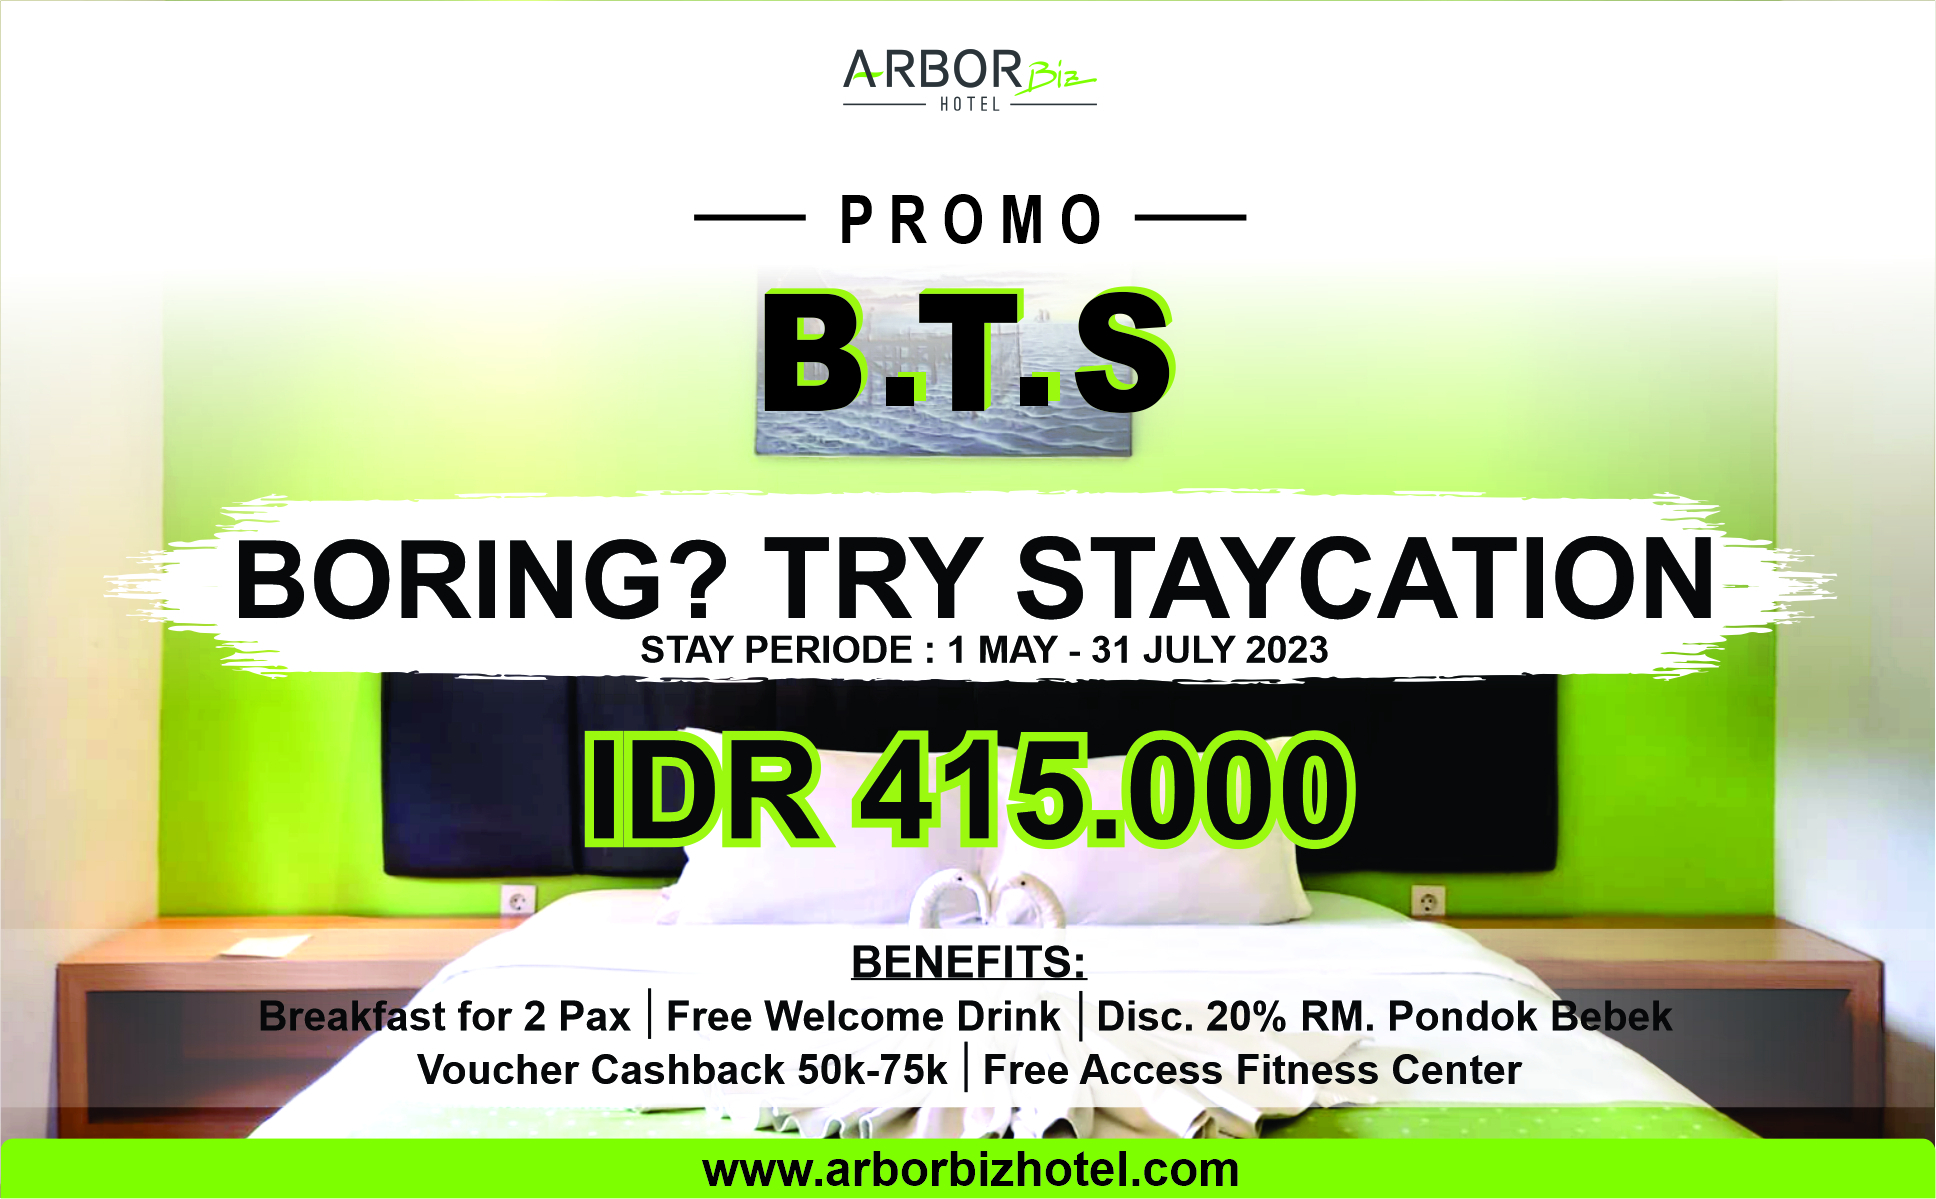 ARBOR Biz
HOTEL
PROMO
B.T.S
BORING? TRY STAYCATION
STAY PERIODE : 1 MAY - 31 JULY 2023
IDR 415.000
BENEFITS:
Breakfast for 2 Pax | Free Welcome Drink | Disc. 20% RM. Pondok Bebek
Voucher Cashback 50k-75k | Free Access Fitness Center
www.arborbizhotel.com